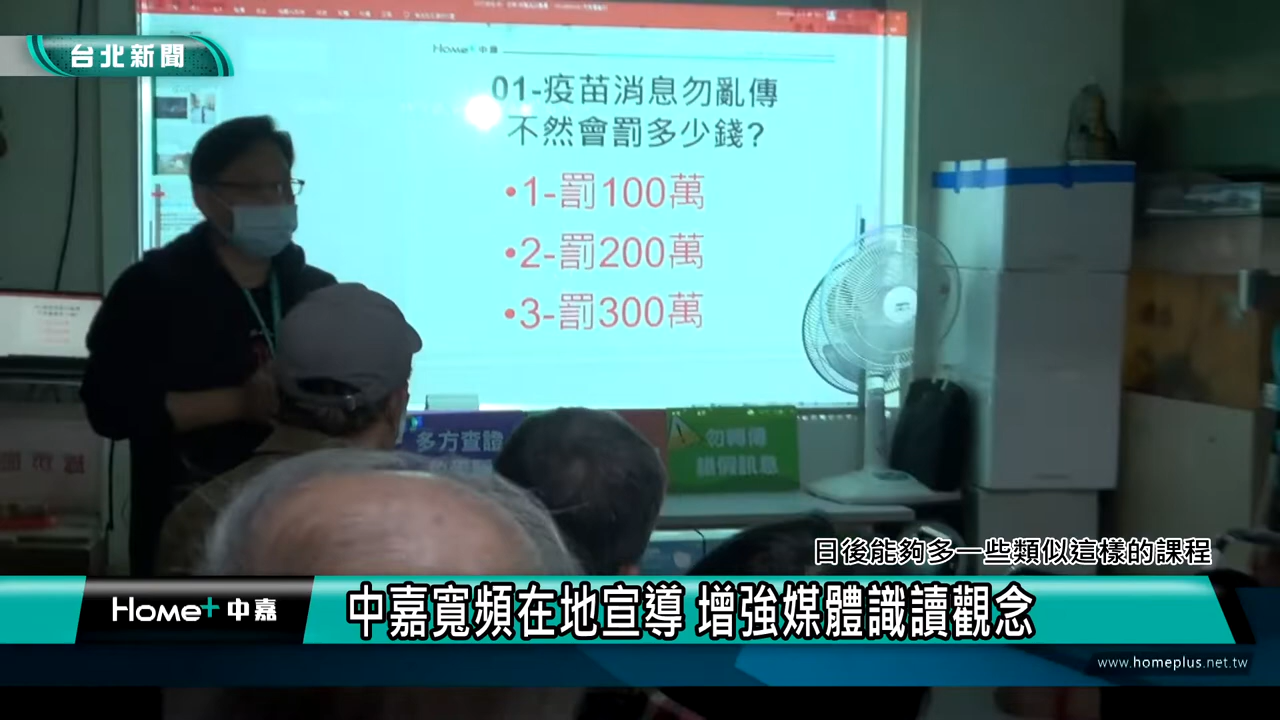 台北新聞
Home+ 中嘉
01-疫苗消息勿亂傳
不然會罰多少錢?
•1-罰100萬
•2-罰200萬
•3-罰300萬
多方查證
勿轉傳
錯假訊息
日後能夠多一些類似這樣的課程
Home+ 中嘉
中嘉寬頻在地宣導 增強媒體識讀觀念
www.homeplus.net.tw